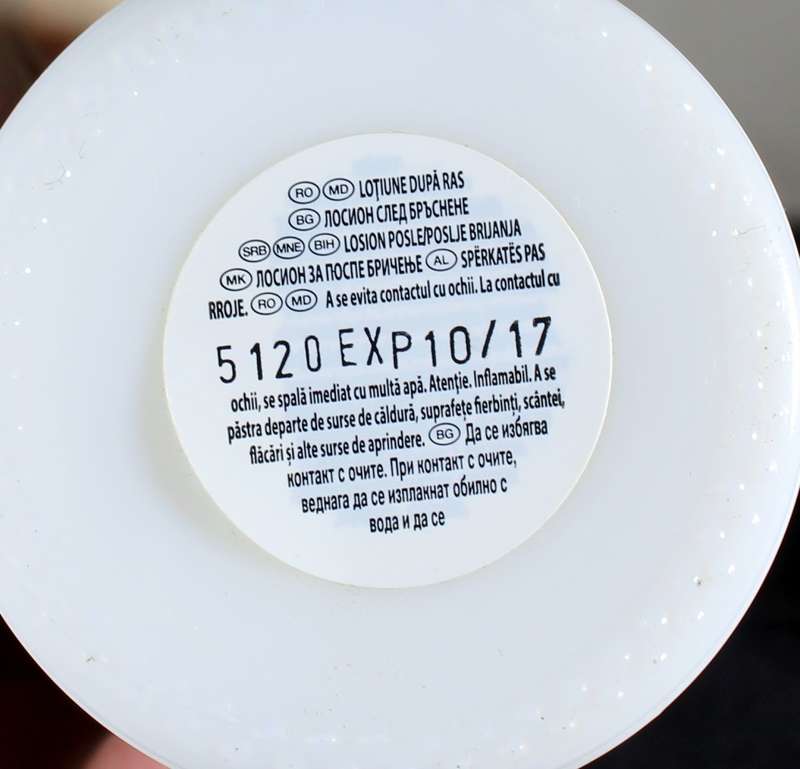 RO MD LOȚIUNE DUPĂ RAS
BG ЛОСИОН СЛЕД БРЪСНЕНЕ
SRB MNE BIH LOSION POSLE/POSLJE BRIJANJA
MK ЛОСИОН ЗА ПОСПЕ БРИЧЕЊЕ AL SPËRKATËS PAS
RROJE. RO MD A se evita contactul cu ochii. La contactul cu
5120 EXP10/17
ochii, se spală imediat cu multă apă. Atenție. Inflamabil. A se
păstra departe de surse de căldură, suprafețe fierbinți, scântei,
flăcări și alte surse de aprindere. BG Да се избягва
контакт с очите. При контакт с очите,
веднага да се изплакнат обилно с
вода и да се